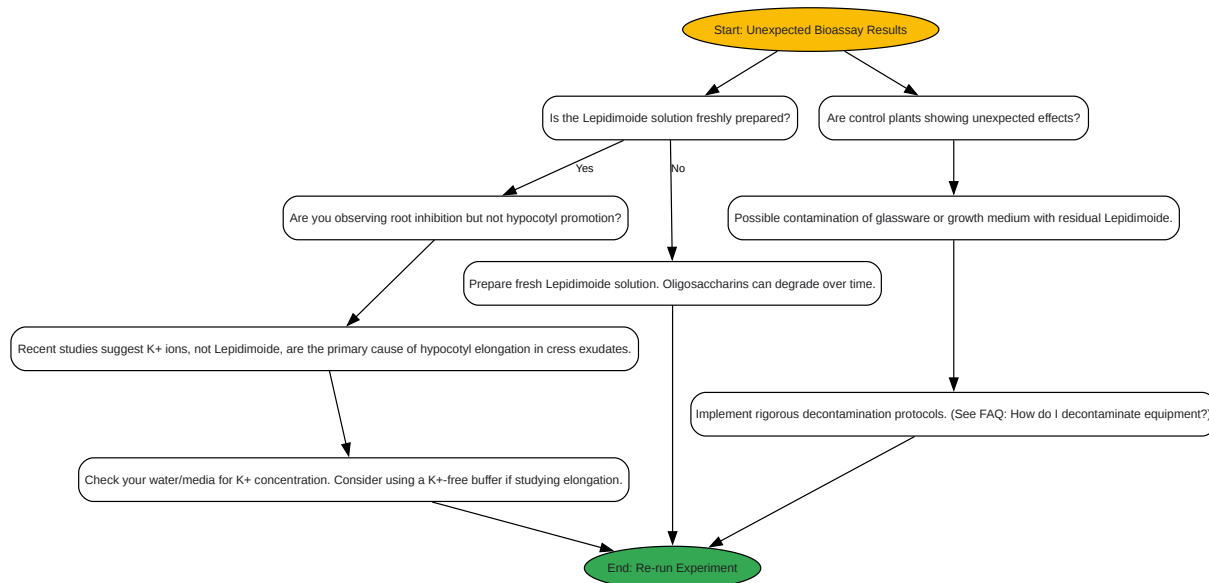 Start: Unexpected Bioassay Results
Is the Lepidimoide solution freshly prepared?
Are control plants showing unexpected effects?
Yes
No
Are you observing root inhibition but not hypocotyl promotion?
Possible contamination of glassware or growth medium with residual Lepidimoide.
Prepare fresh Lepidimoide solution. Oligosaccharins can degrade over time.
Recent studies suggest K+ ions, not Lepidimoide, are the primary cause of hypocotyl elongation in cress exudates.
Implement rigorous decontamination protocols. (See FAQ: How do I decontaminate equipment?)
Check your water/media for K+ concentration. Consider using a K+-free buffer if studying elongation.
End: Re-run Experiment